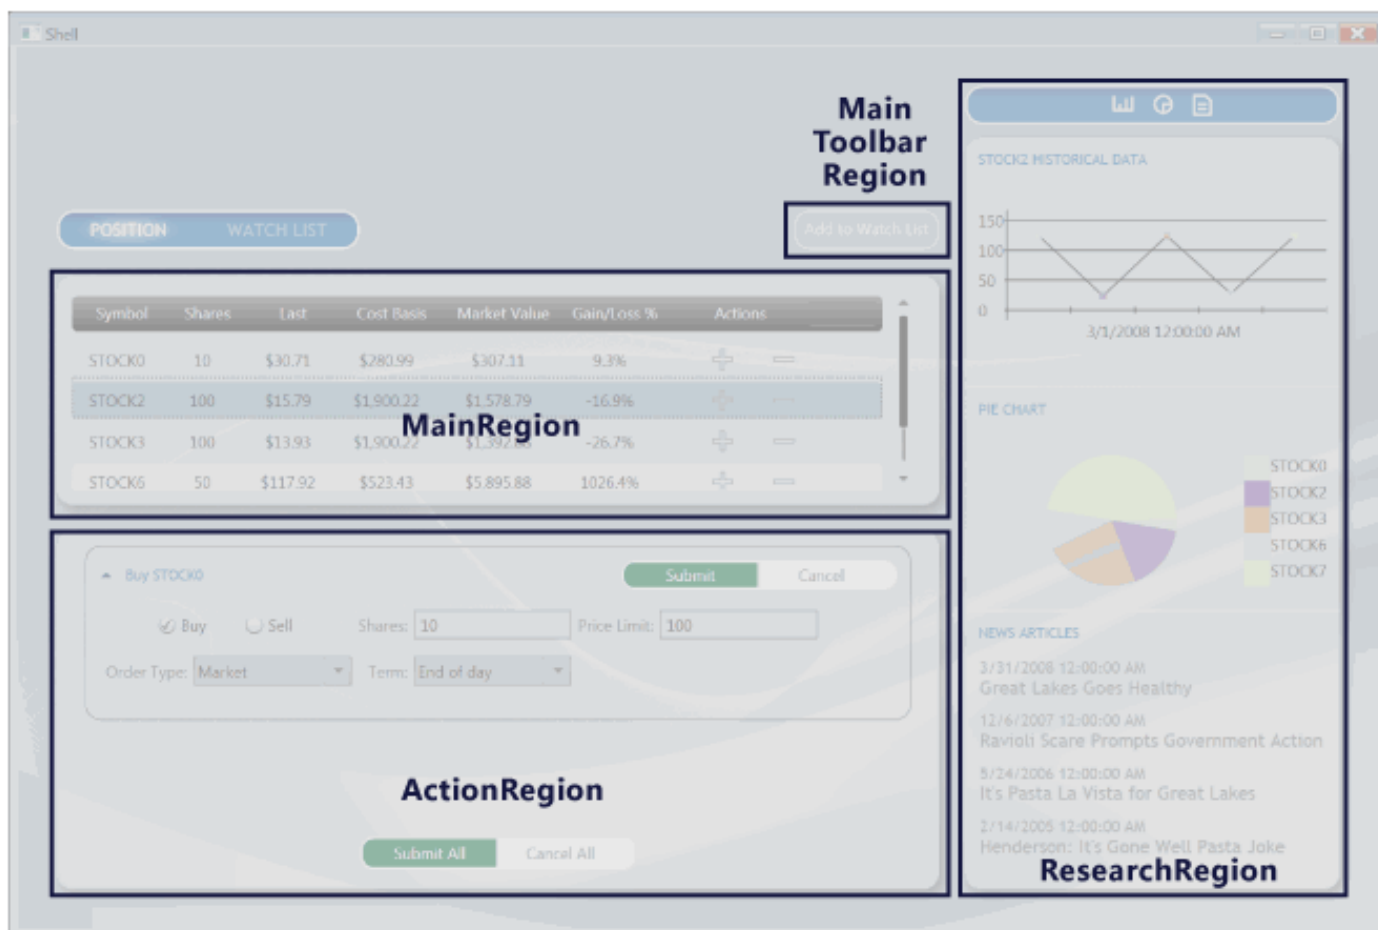 Shell
Main
Toolbar
Region
POSITION WATCH LIST
Add to Watch List
Symbol Shares Last Cost Basis Market Value Gain/Loss % Actions
STOCK0 10 $30.71 $280.99 $307.11 9.3%
STOCK2 100 $15.79 $1,900.22 $1,578.79 -16.9%
MainRegion
STOCK3 100 $13.93 $1,900.22 -26.7%
STOCK6 50 $117.92 $523.43 $5,895.88 1026.4%
Buy STOCK0 Submit Cancel
Buy Sell Shares: 10 Price Limit: 100
Order Type: Market Term: End of day
ActionRegion
Submit All Cancel All
STOCK2 HISTORICAL DATA
150
100
50
0
3/1/2008 12:00:00 AM
PIE CHART
STOCK0
STOCK2
STOCK3
STOCK6
STOCK7
NEWS ARTICLES
3/31/2008 12:00:00 AM
Great Lakes Goes Healthy
12/6/2007 12:00:00 AM
Ravioli Scare Prompts Government Action
5/24/2006 12:00:00 AM
It's Pasta La Vista for Great Lakes
2/14/2005 12:00:00 AM
Henderson: It's Gone Well Pasta Joke
ResearchRegion